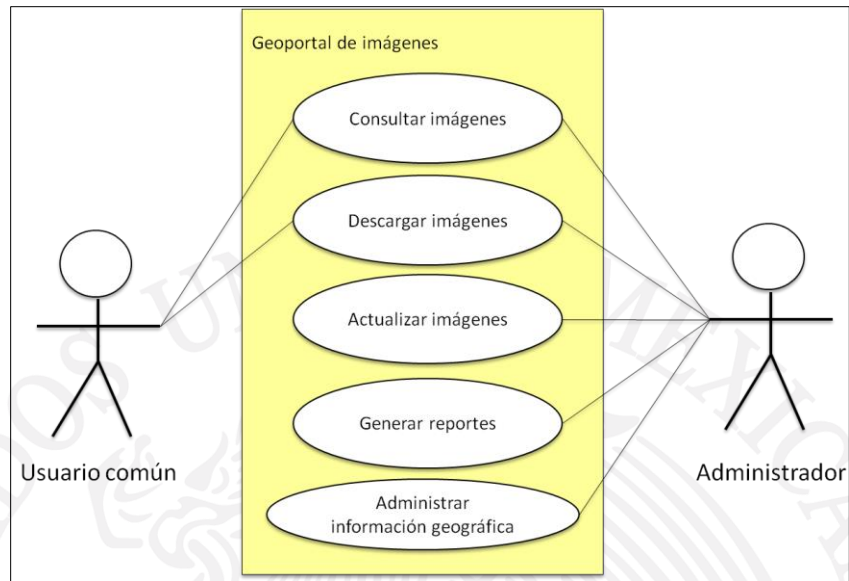 Geoportal de imágenes
Consultar imágenes
Descargar imágenes
Actualizar imágenes
Generar reportes
Administrar
información geográfica
Usuario común
Administrador